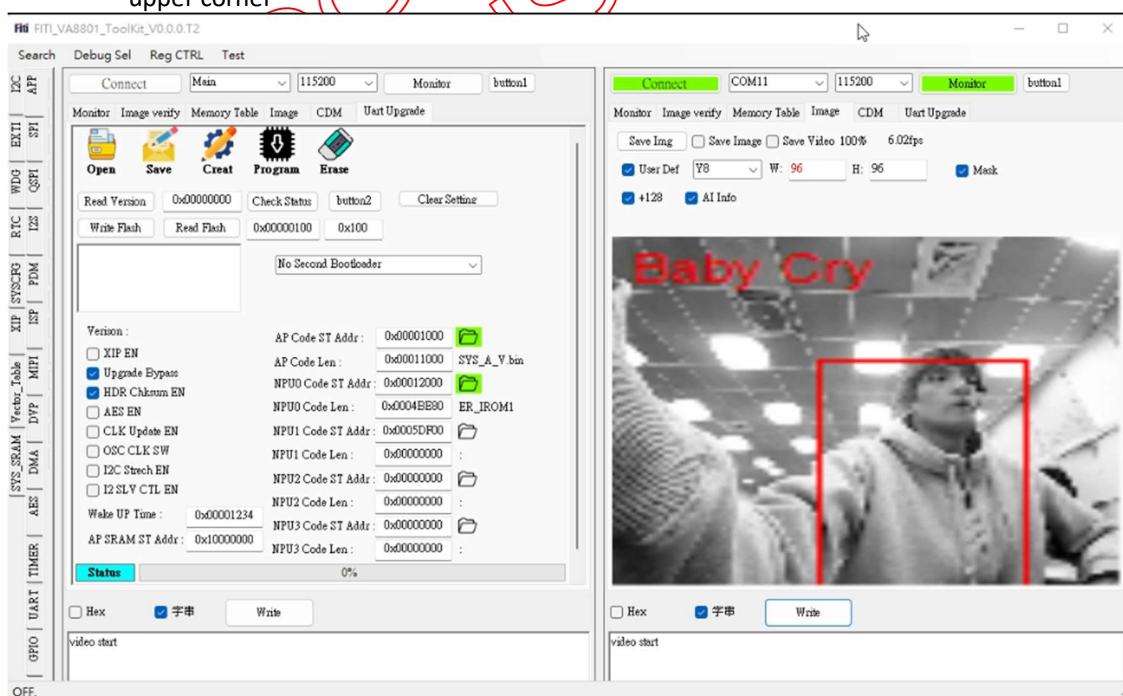 upper corner
Fiti FITI_VA8801_ToolKit_V0.0.0.T2
Search Debug Sel Reg CTRL Test
I2C EXTI WDG RTC SYSCFG XIP Vector_Table SYS_SRAM
APP SPI QSPI I2S PDM ISP MIPI DVP DMA AES TIMER UART GPIO
Connect Main 115200 Monitor button1
Monitor Image verify Memory Table Image CDM Uart Upgrade
Open Save Creat Program Erase
Read Version 0x00000000 Check Status button2 Clear Setting
Write Flash Read Flash 0x00000100 0x100
No Second Bootloader
Verison :
XIP EN
Upgrade Bypass
HDR Chksum EN
AES EN
CLK Update EN
OSC CLK SW
I2C Strech EN
I2 SLV CTL EN
Wake UP Time : 0x00001234
AP SRAM ST Addr : 0x10000000
AP Code ST Addr : 0x00001000
AP Code Len : 0x00011000 SYS_A_V.bin
NPU0 Code ST Addr : 0x00012000
NPU0 Code Len : 0x0004BE80 ER_IROM1
NPU1 Code ST Addr : 0x0005DF00
NPU1 Code Len : 0x00000000 :
NPU2 Code ST Addr : 0x00000000
NPU2 Code Len : 0x00000000 :
NPU3 Code ST Addr : 0x00000000
NPU3 Code Len : 0x00000000 :
Status 0%
Hex 字串 Write
video start
Connect COM11 115200 Monitor button1
Monitor Image verify Memory Table Image CDM Uart Upgrade
Save Img Save Image Save Video 100% 6.02fps
User Def Y8 W: 96 H: 96 Mask
+128 AI Info
Baby Cry
Hex 字串 Write
video start
OFF.